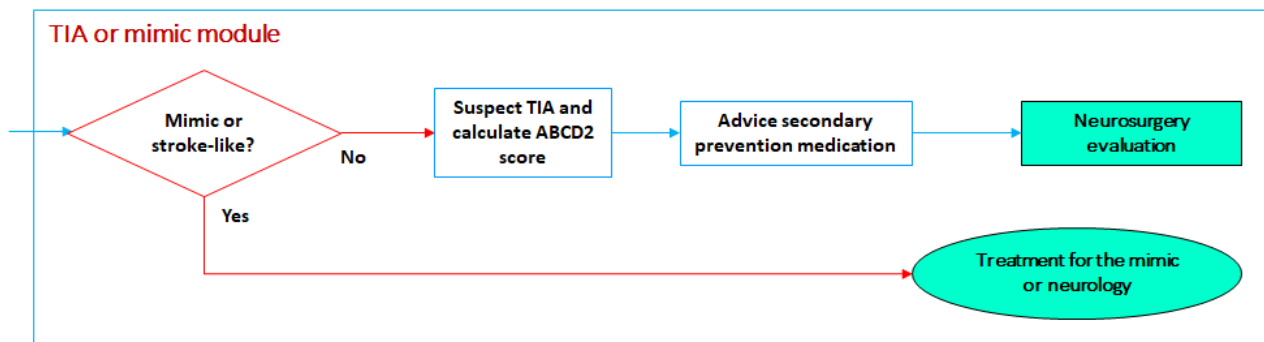 TIA or mimic module
Mimic or
stroke-like?
No
Yes
Suspect TIA and
calculate ABCD2
score
Advice secondary
prevention medication
Neurosurgery
evaluation
Treatment for the mimic
or neurology